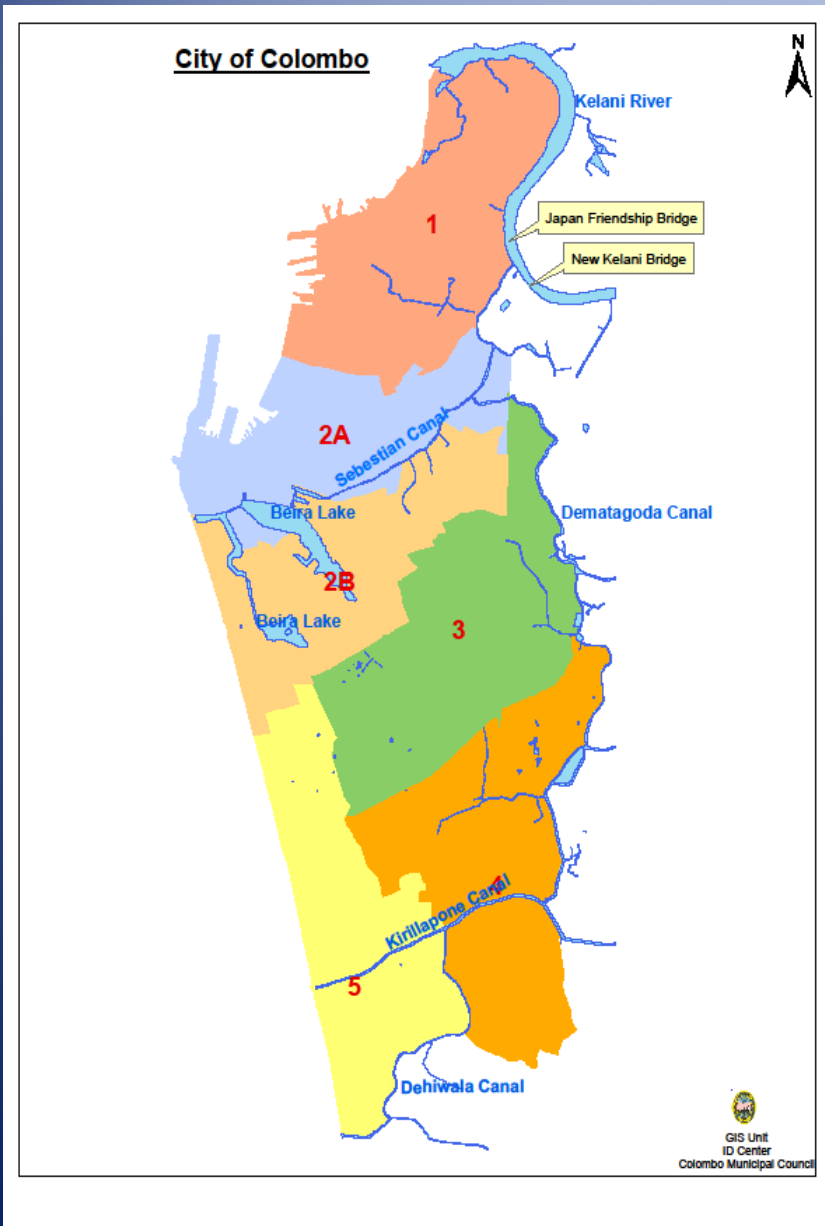 City of Colombo
N
Kelani River
1
Japan Friendship Bridge
New Kelani Bridge
2A
Sebestian Canal
Beira Lake
Dematagoda Canal
2B
Beira Lake
3
4
Kirillapone Canal
5
Dehiwala Canal
GIS Unit
ID Center
Colombo Municipal Council